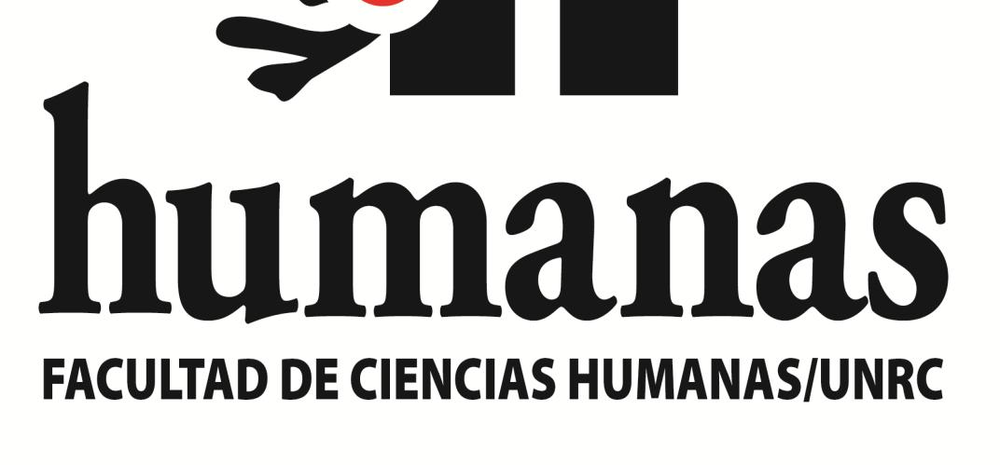 humanas
FACULTAD DE CIENCIAS HUMANAS/UNRC